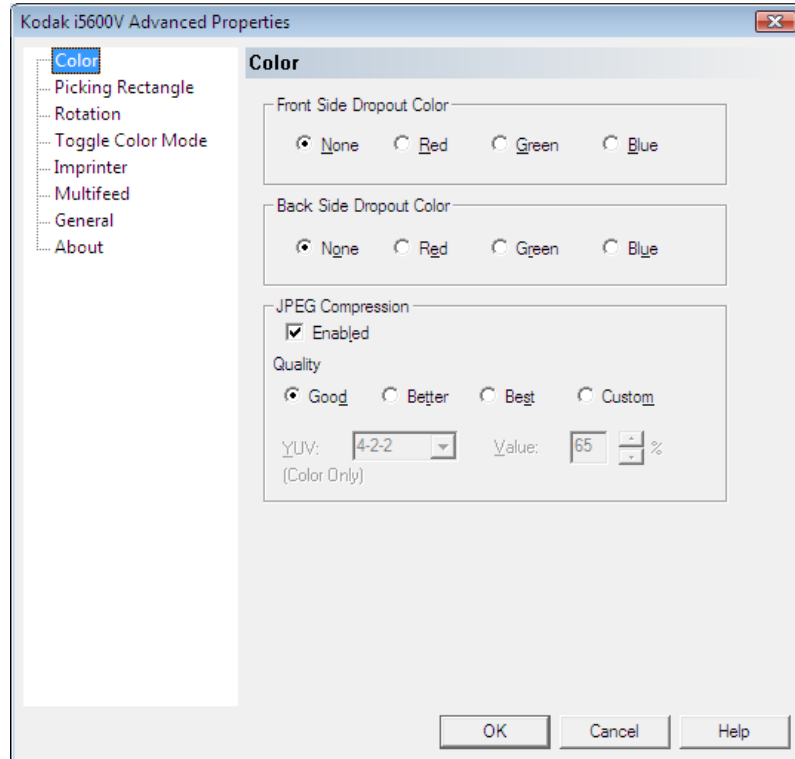 Kodak i5600V Advanced Properties
Color
Picking Rectangle
Rotation
Toggle Color Mode
Imprinter
Multifeed
General
About
Color
Front Side Dropout Color
None Red Green Blue
Back Side Dropout Color
None Red Green Blue
JPEG Compression
Enabled
Quality
Good Better Best Custom
YUV: 4-2-2 Value: 65 %
(Color Only)
OK Cancel Help